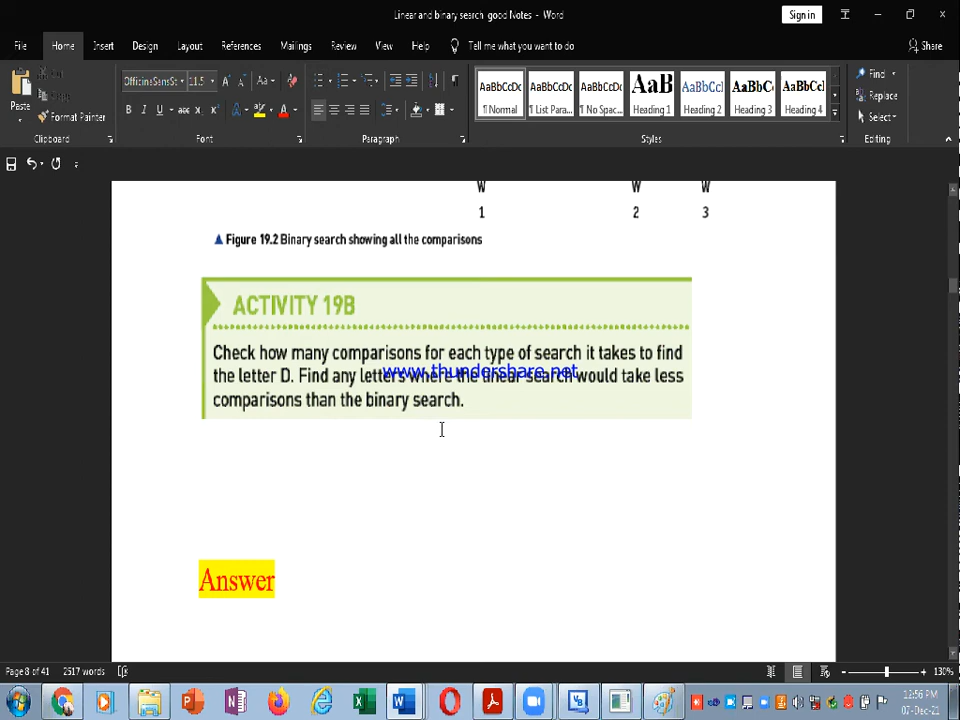 Linear and binary search good Notes - Word
Sign in
File Home Insert Design Layout References Mailings Review View Help Tell me what you want to do Share
Paste
Format Painter
Clipboard
OfficinaSansSt 11.5
Font
Paragraph
AaBbCcDc AaBbCcDc AaBbCcDc AaB AaBbCcl AaBbCc AaBbCc
¶ Normal ¶ List Para... ¶ No Spac... Heading 1 Heading 2 Heading 3 Heading 4
Styles
Find
Replace
Select
Editing
W W W
1 2 3
Figure 19.2 Binary search showing all the comparisons
ACTIVITY 19B
Check how many comparisons for each type of search it takes to find
the letter D. Find any letters where the linear search would take less
comparisons than the binary search.
www.thundershare.net
Answer
Page 8 of 41 2517 words
130%
12:56 PM
07-Dec-21